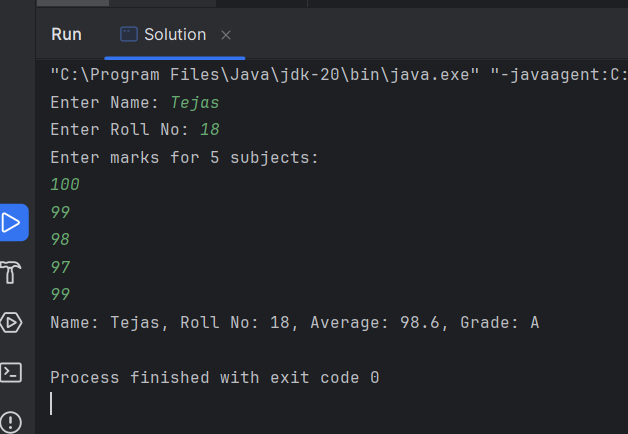 Run Solution
"C:\Program Files\Java\jdk-20\bin\java.exe" "-javaagent:C:
Enter Name: Tejas
Enter Roll No: 18
Enter marks for 5 subjects:
100
99
98
97
99
Name: Tejas, Roll No: 18, Average: 98.6, Grade: A
Process finished with exit code 0